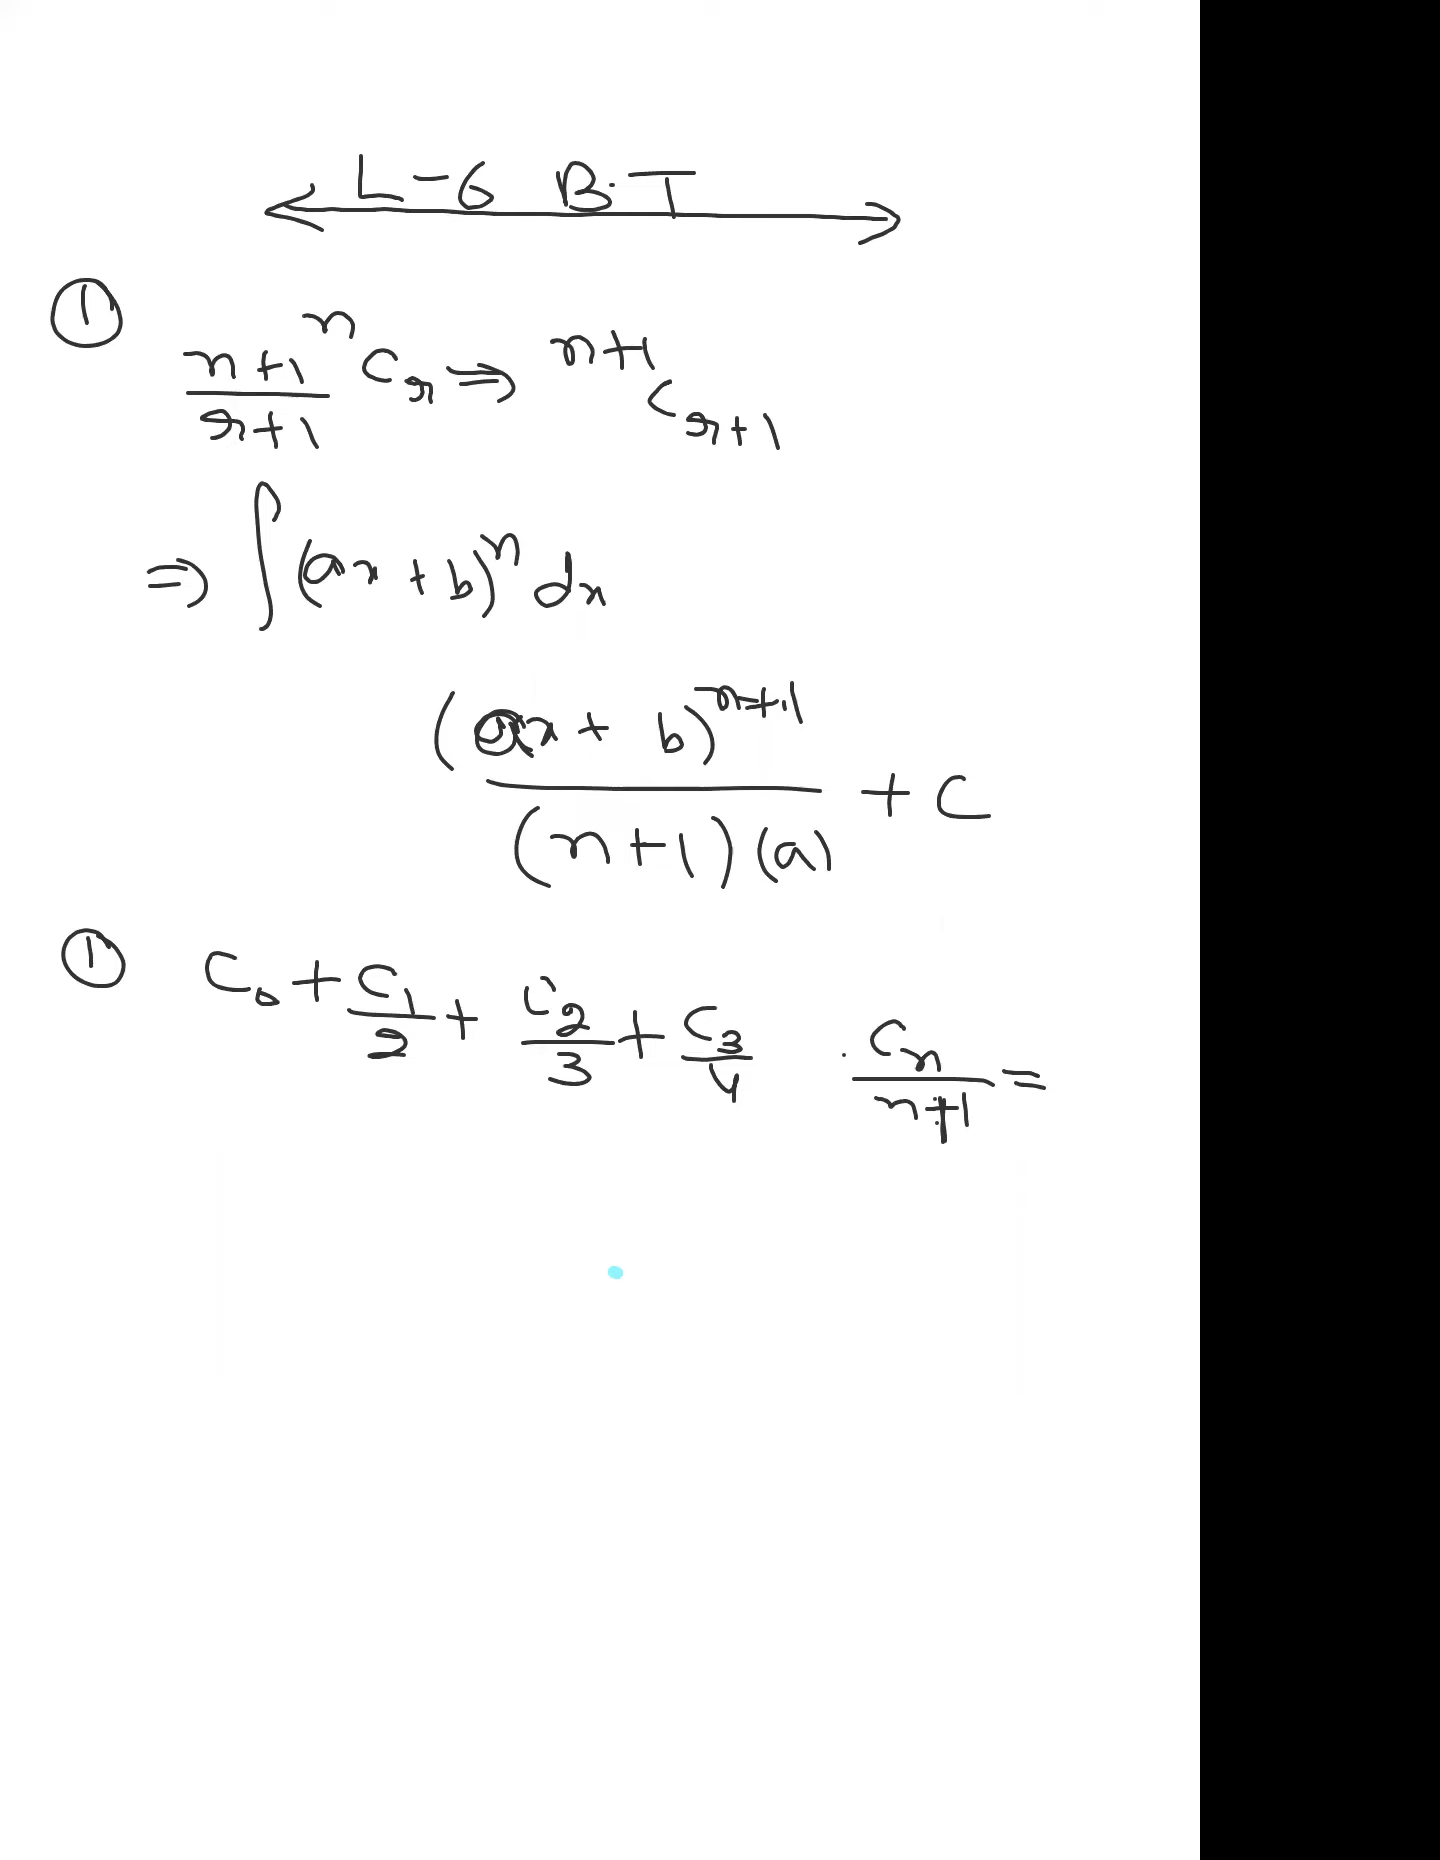 L-6 B.T
①
n+1/r+1 ⁿCᵣ ⇒ ⁿ⁺¹Cᵣ₊₁
⇒ ∫(ax + b)ⁿ dx
(ax + b)ⁿ⁺¹/(n+1)(a) + C
① C₀ + C₁/2 + C₂/3 + C₃/4 . Cₙ/n+1 =